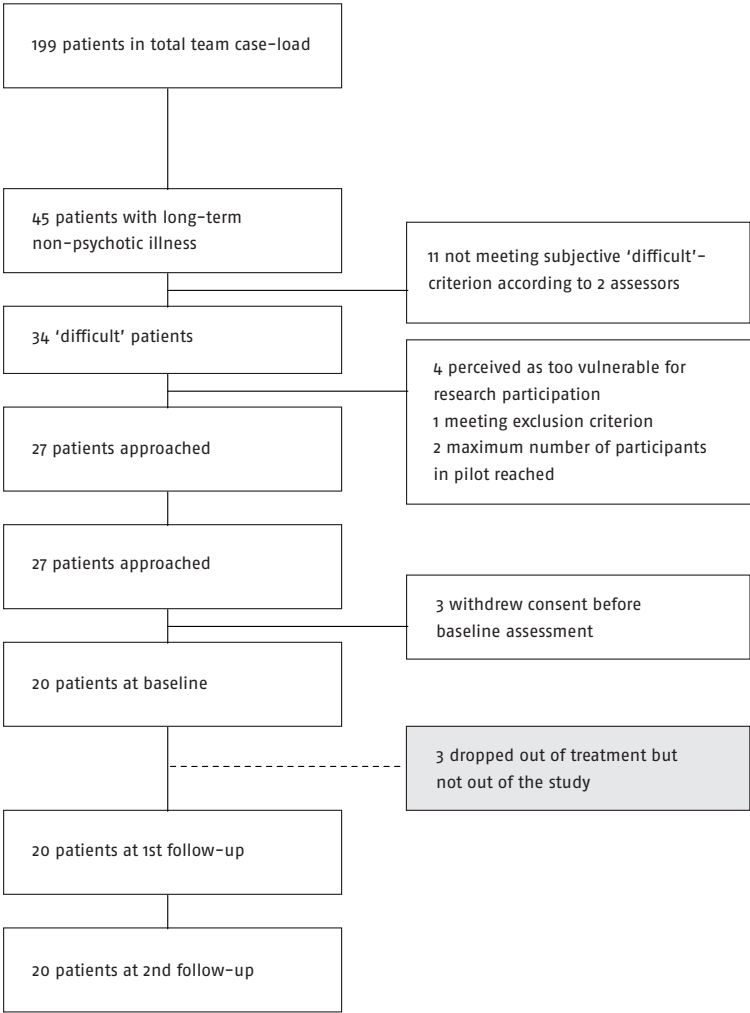 199 patients in total team case-load
45 patients with long-term
non-psychotic illness
11 not meeting subjective ‘difficult’-
criterion according to 2 assessors
34 ‘difficult’ patients
4 perceived as too vulnerable for
research participation
1 meeting exclusion criterion
2 maximum number of participants
in pilot reached
27 patients approached
27 patients approached
3 withdrew consent before
baseline assessment
20 patients at baseline
3 dropped out of treatment but
not out of the study
20 patients at 1st follow-up
20 patients at 2nd follow-up